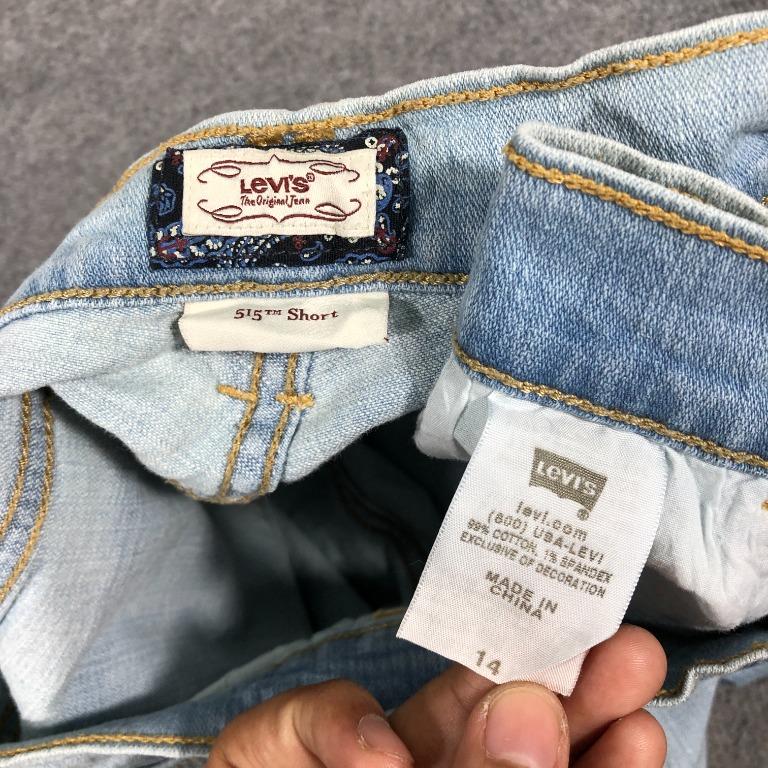 LEVI'S®
The Original Jean
515™ Short
LEVI'S
®
levi.com
(800) USA-LEVI
99% COTTON, 1% SPANDEX
EXCLUSIVE OF DECORATION
MADE IN
CHINA
14